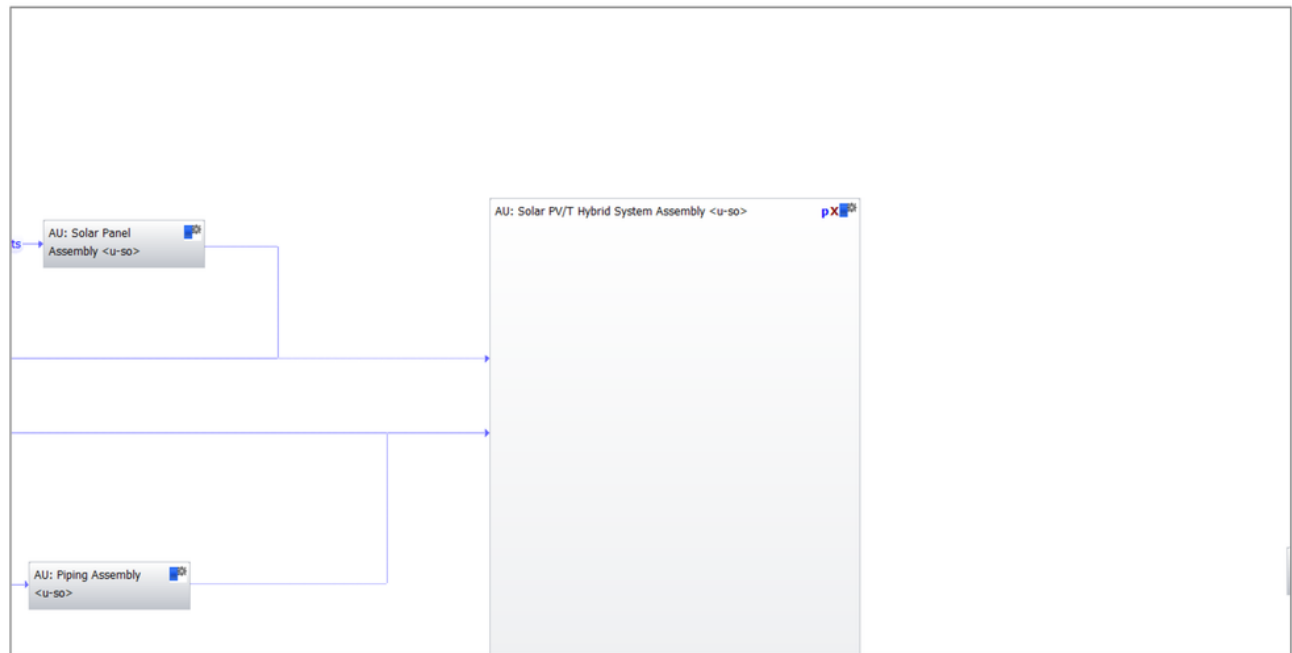 AU: Solar PV/T Hybrid System Assembly <u-so>
pX
AU: Solar Panel
Assembly <u-so>
ts
AU: Piping Assembly
<u-so>